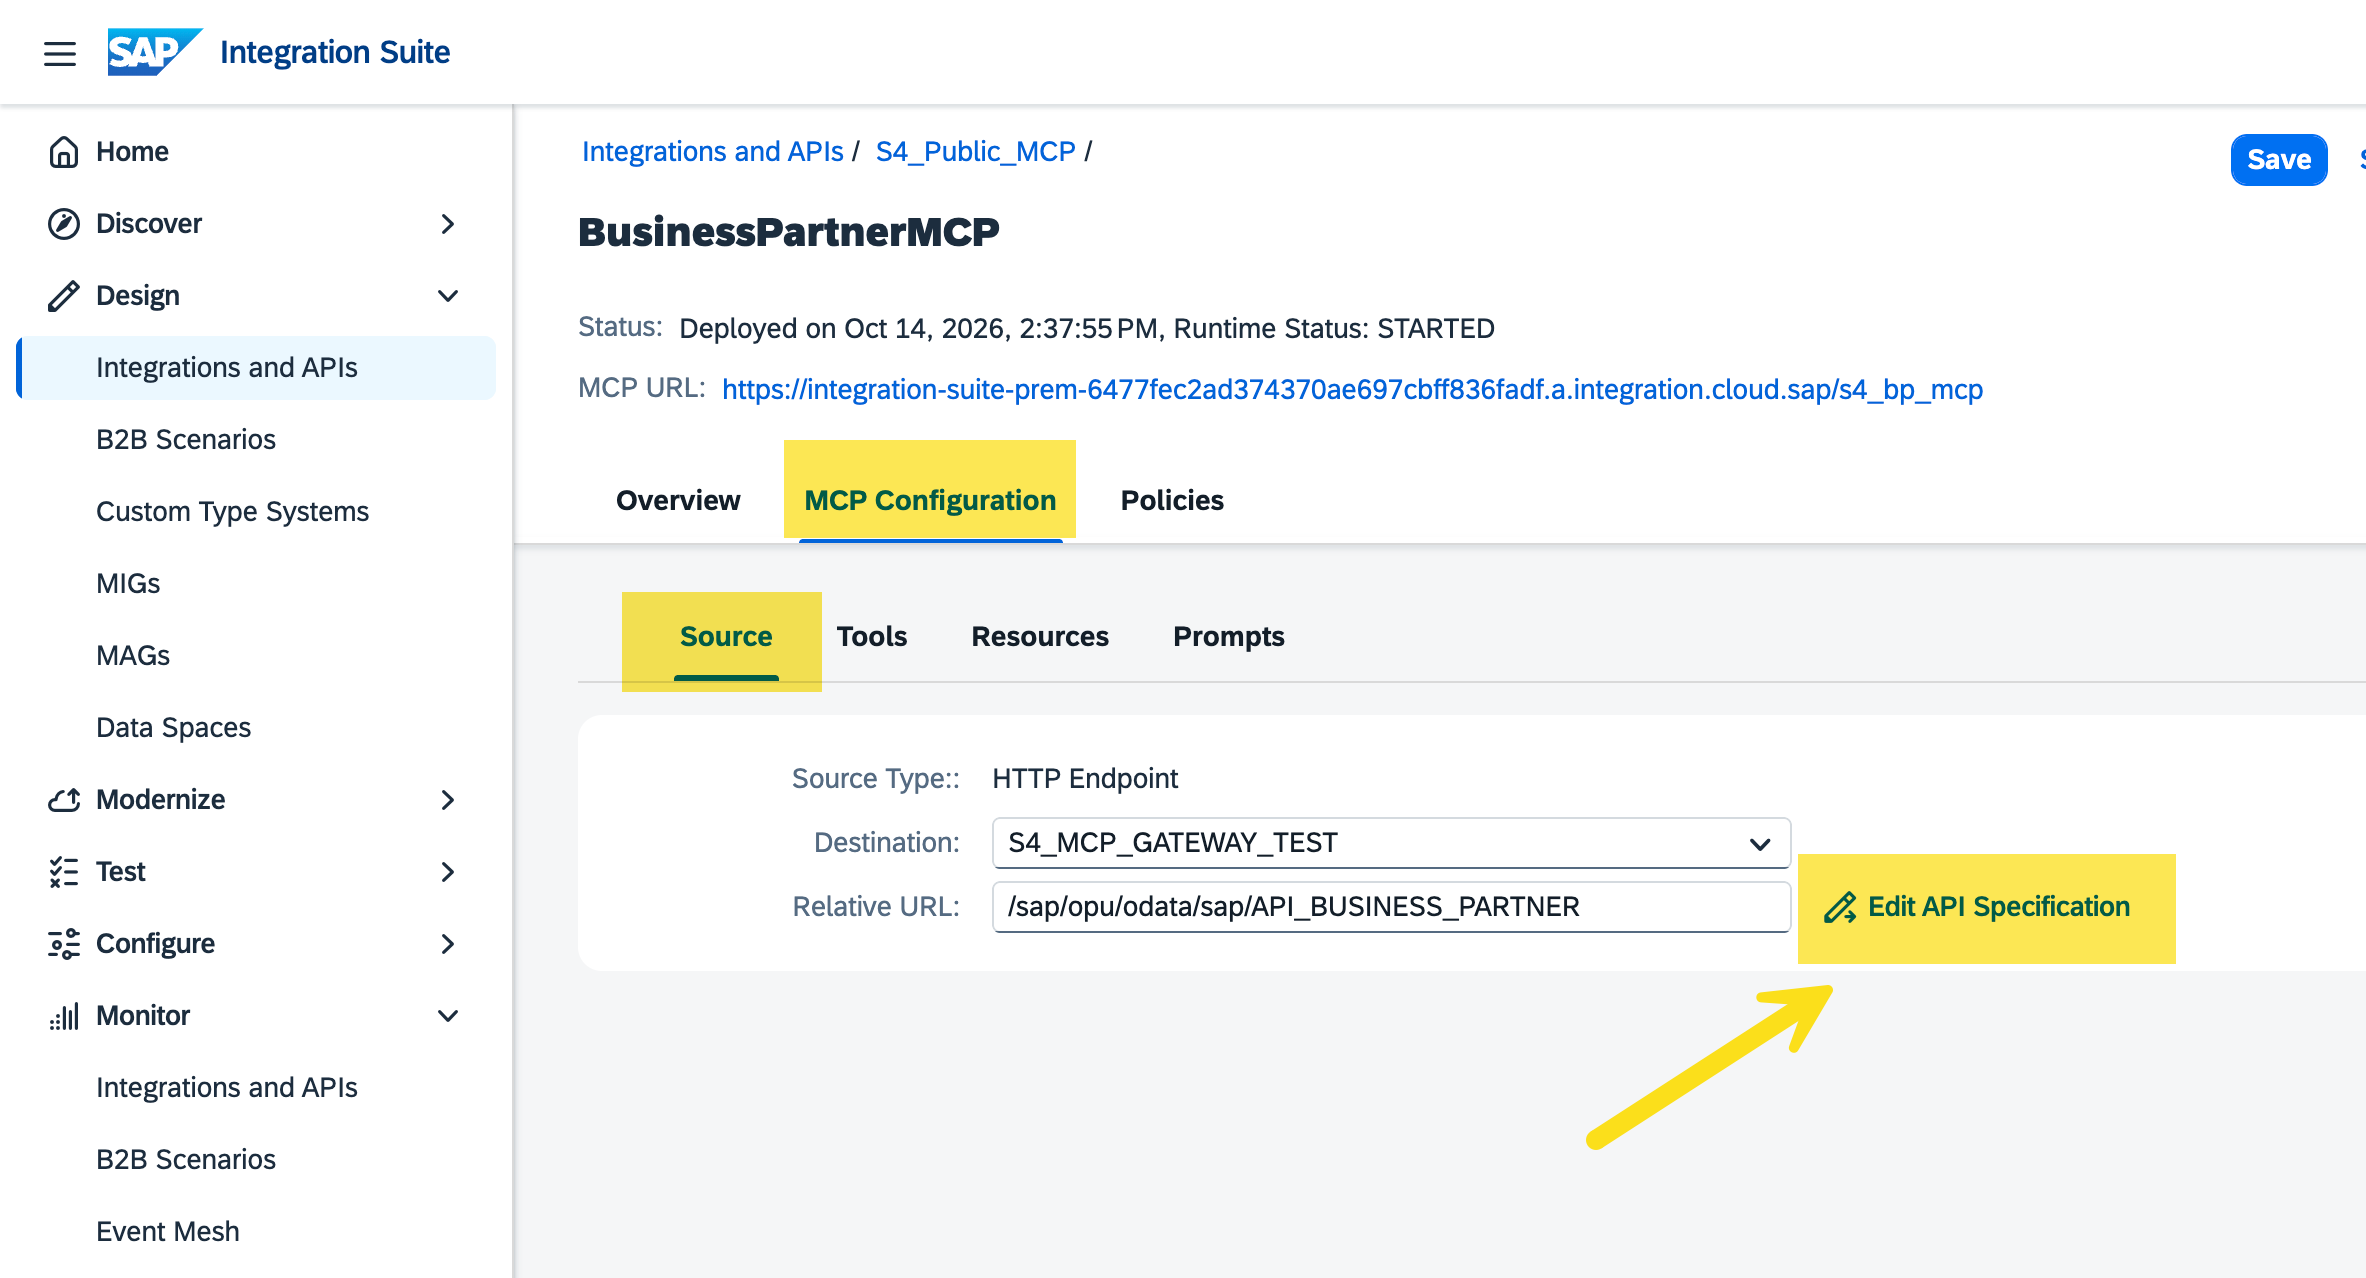 SAP Integration Suite
Home
Discover
Design
Integrations and APIs
B2B Scenarios
Custom Type Systems
MIGs
MAGs
Data Spaces
Modernize
Test
Configure
Monitor
Integrations and APIs
B2B Scenarios
Event Mesh
Integrations and APIs / S4_Public_MCP /
Save
BusinessPartnerMCP
Status: Deployed on Oct 14, 2026, 2:37:55 PM, Runtime Status: STARTED
MCP URL: https://integration-suite-prem-6477fec2ad374370ae697cbff836fadf.a.integration.cloud.sap/s4_bp_mcp
Overview MCP Configuration Policies
Source Tools Resources Prompts
Source Type:: HTTP Endpoint
Destination: S4_MCP_GATEWAY_TEST
Relative URL: /sap/opu/odata/sap/API_BUSINESS_PARTNER Edit API Specification